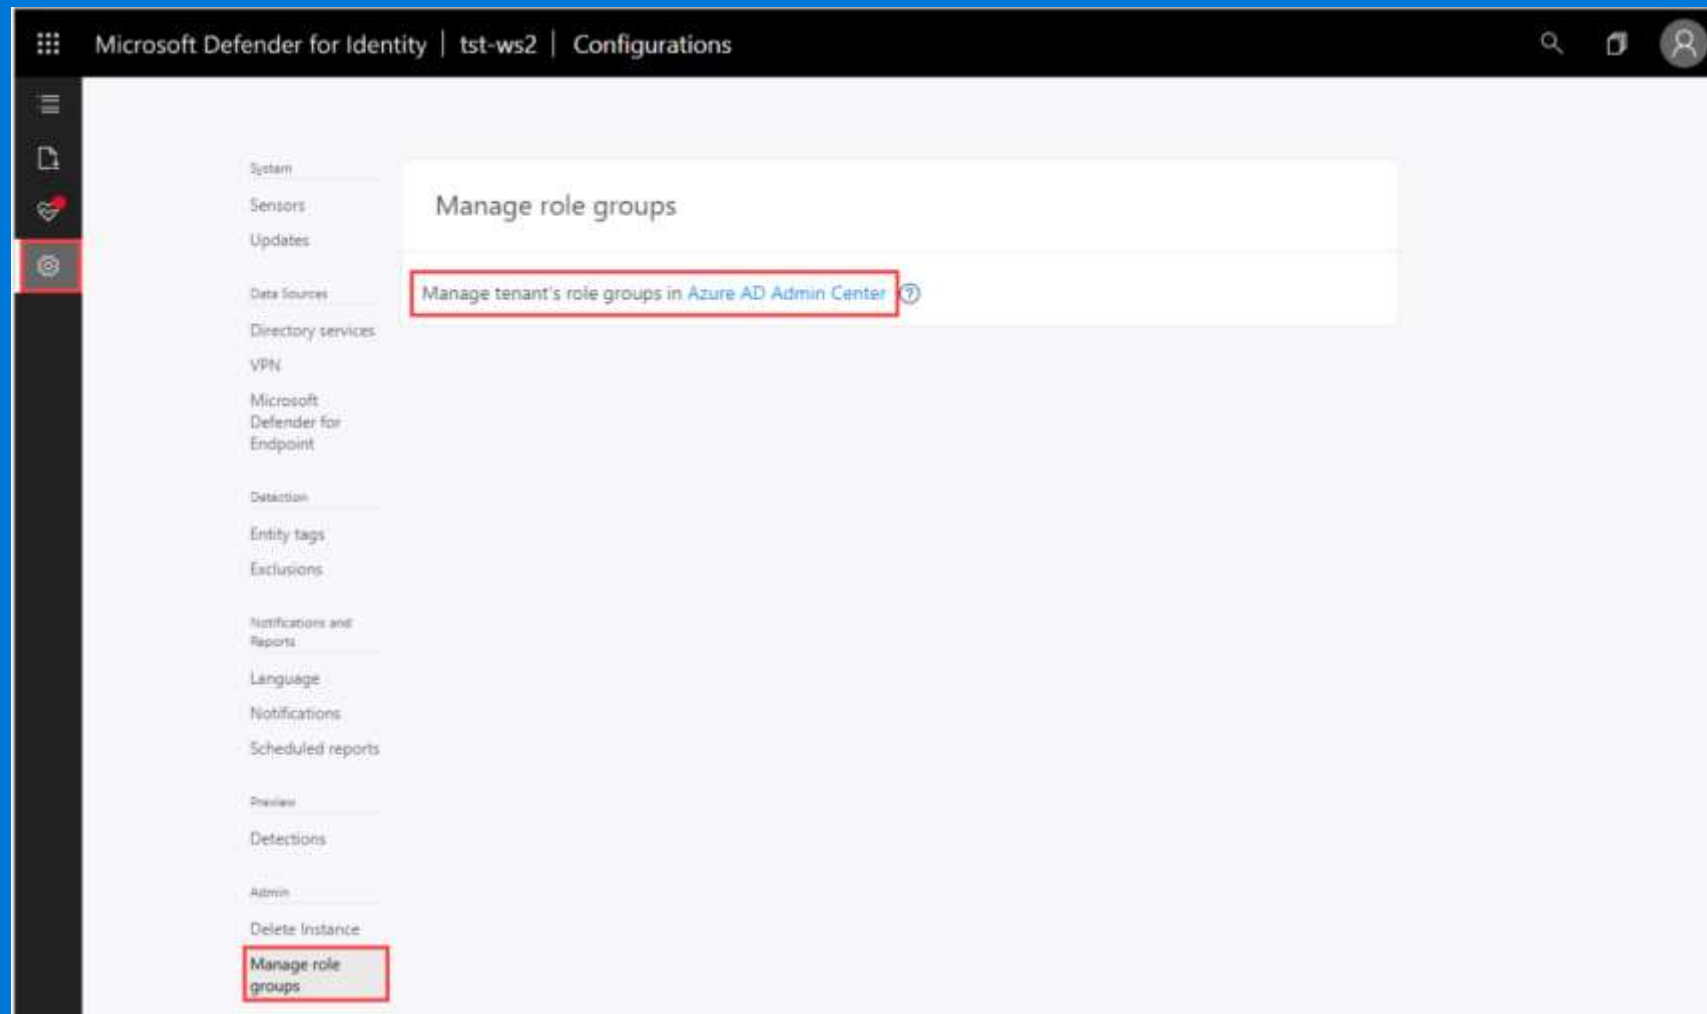 Microsoft Defender for Identity | tst-ws2 | Configurations
System
Sensors
Updates
Data Sources
Directory services
VPN
Microsoft
Defender for
Endpoint
Detection
Entity tags
Exclusions
Notifications and
Reports
Language
Notifications
Scheduled reports
Preview
Detections
Admin
Delete Instance
Manage role
groups
Manage role groups
Manage tenant's role groups in Azure AD Admin Center